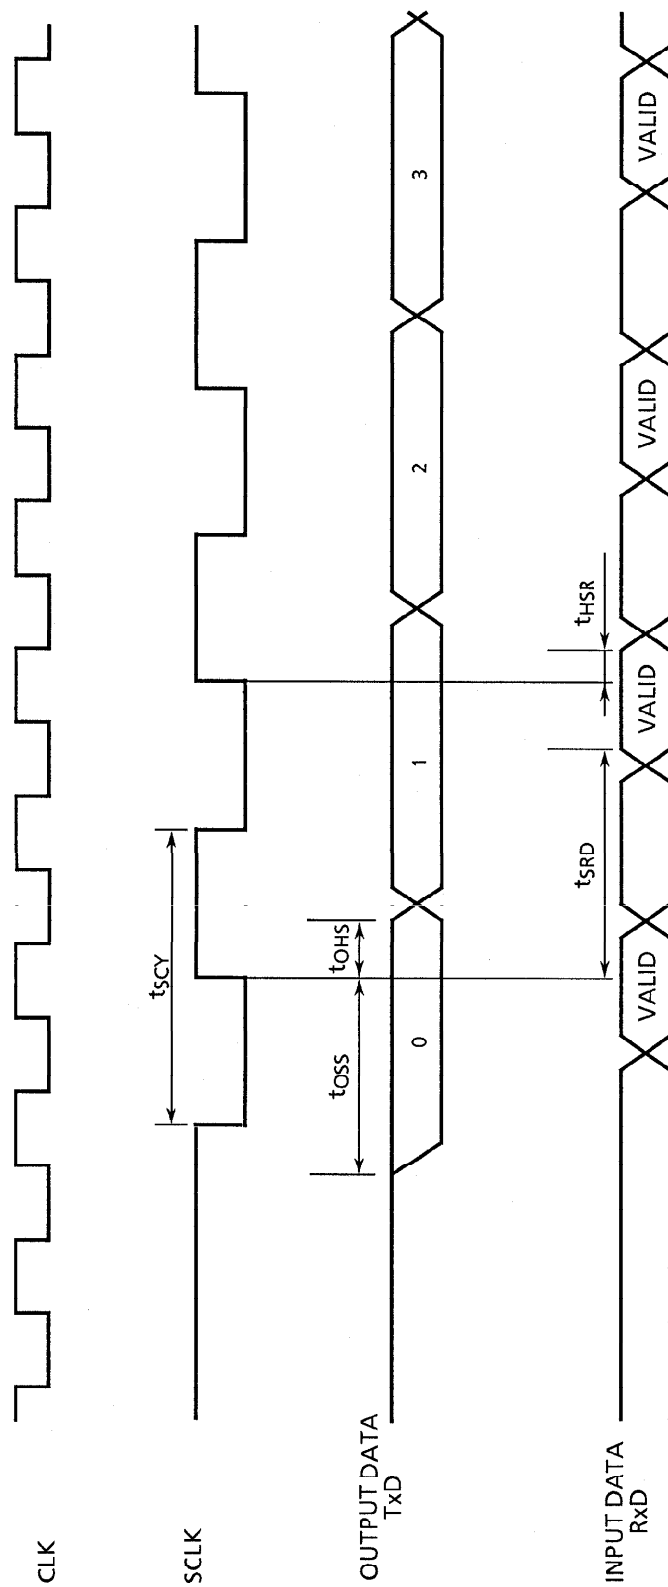 CLK
SCLK
tSCY
OUTPUT DATA
TxD
tOSS
tOHS
0
1
2
3
INPUT DATA
RxD
tSRD
tHSR
VALID
VALID
VALID
VALID